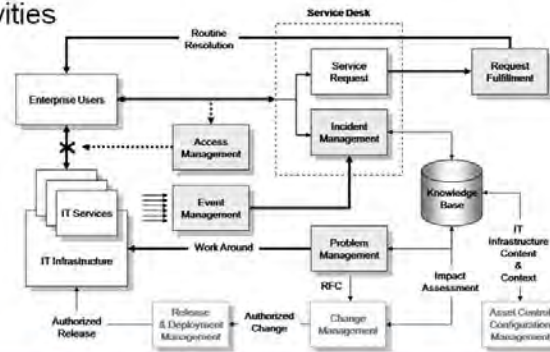 vities
Service Desk
Routine
Resolution
Service
Request
Request
Fulfillment
Enterprise Users
Access
Management
Incident
Management
IT Services
Event
Management
Knowledge
Base
IT
Infrastructure
Content
&
Context
Work Around
Problem
Management
IT Infrastructure
RFC
Impact
Assessment
Authorized
Release
Release
& Deployment
Management
Authorized
Change
Change
Management
Asset Control
Configuration
Management